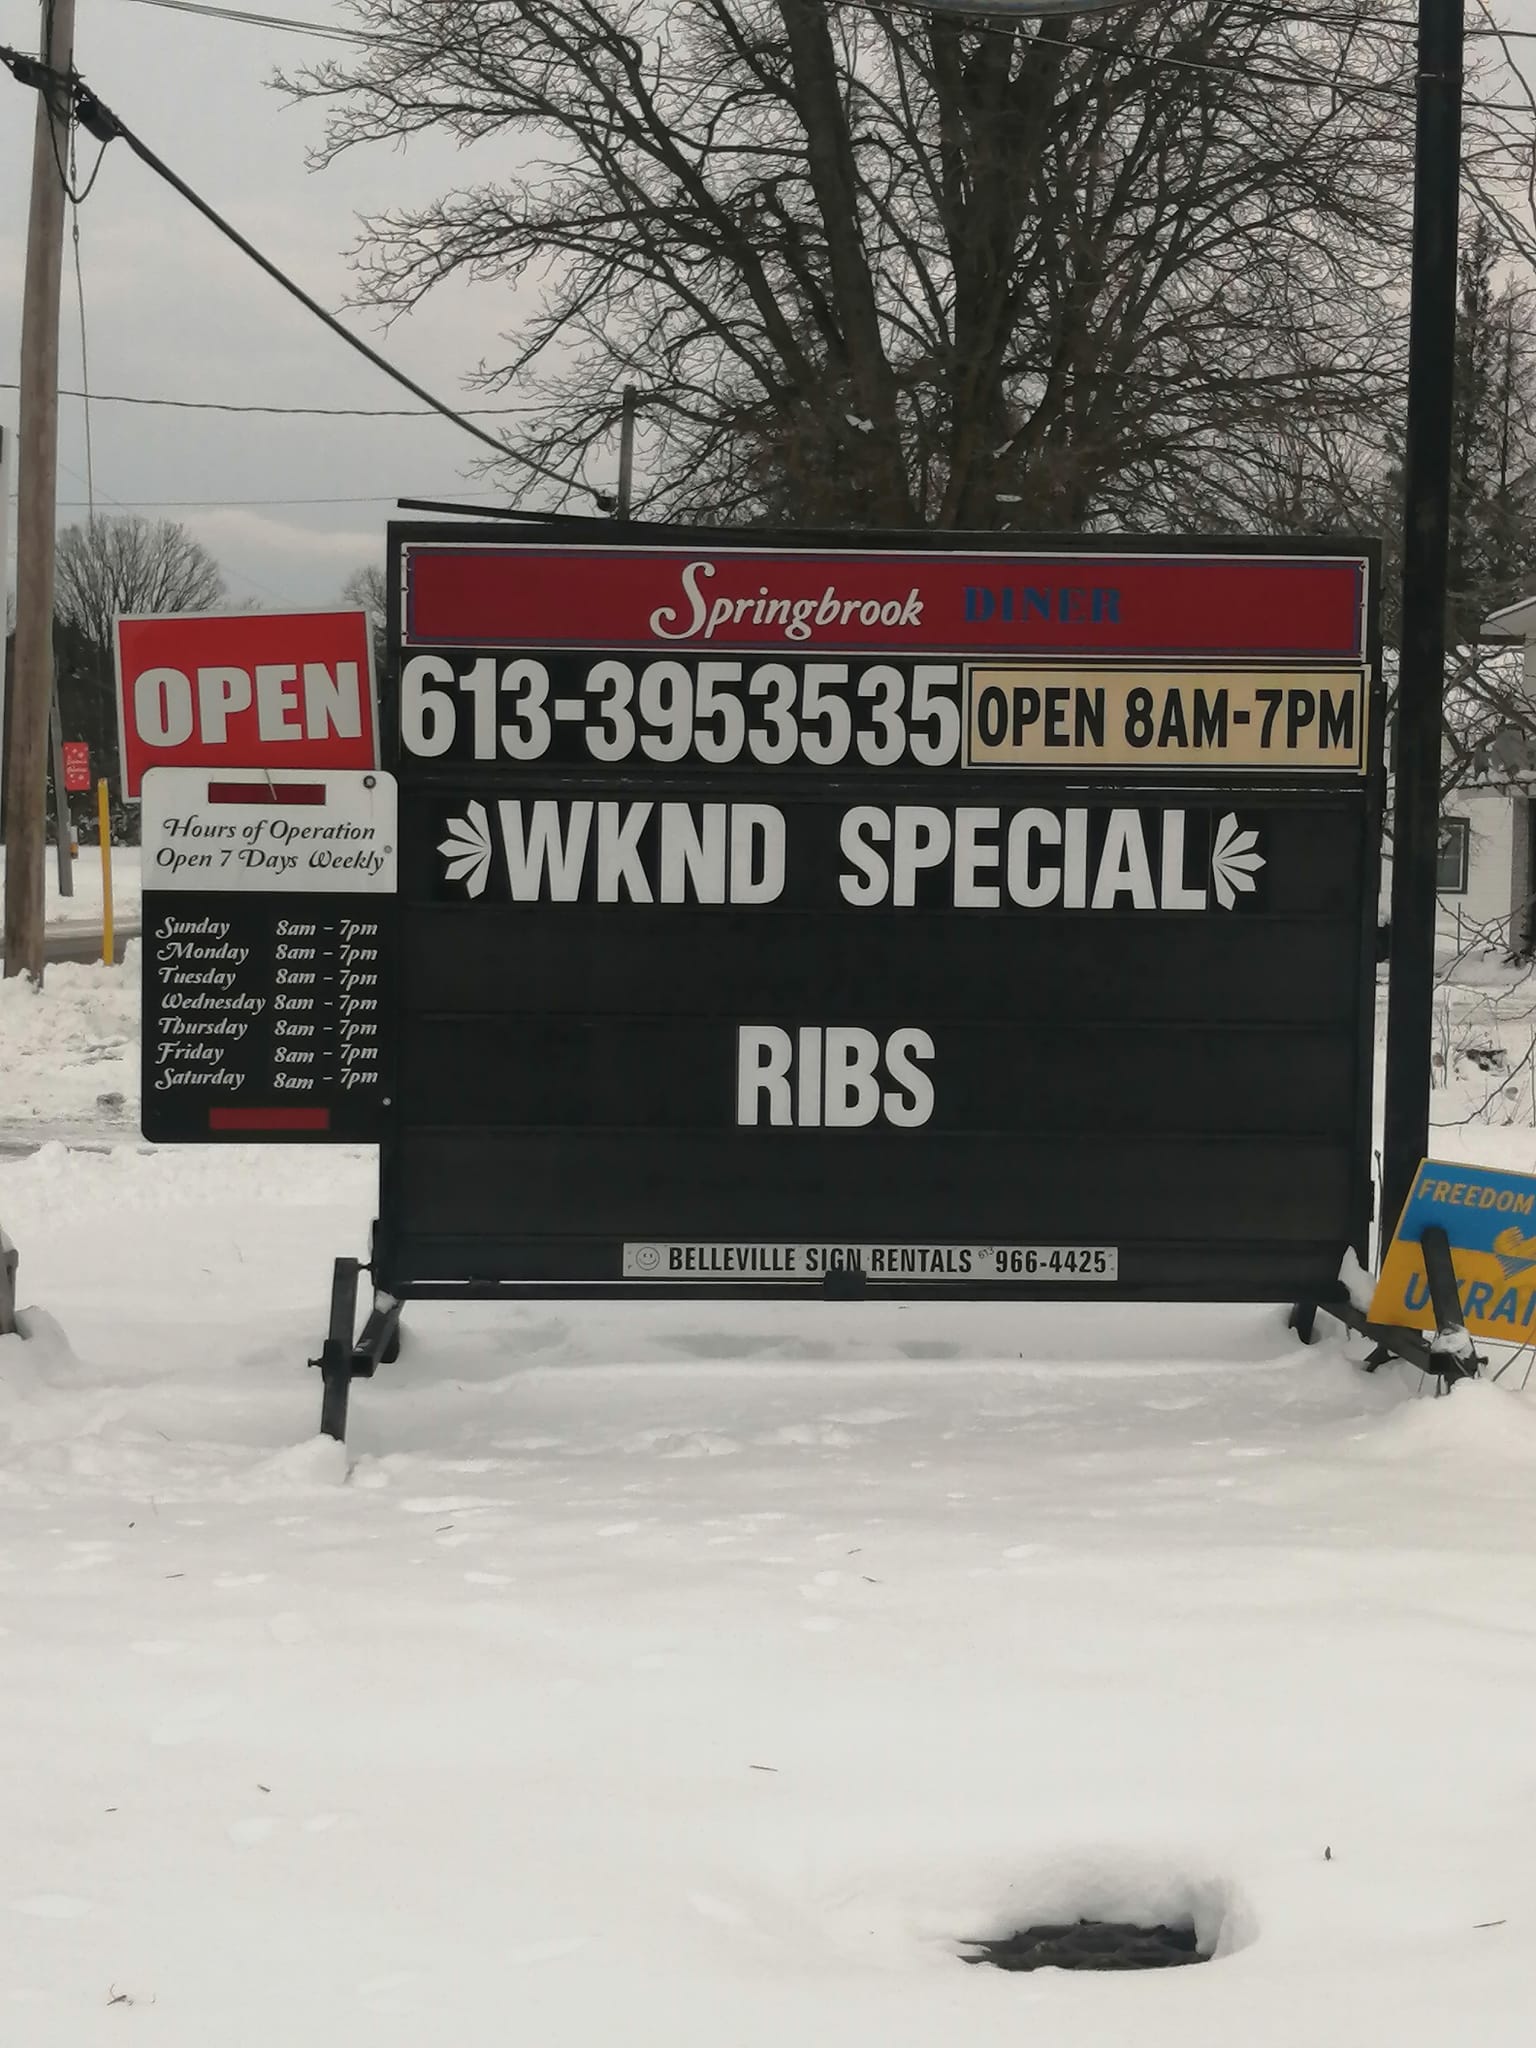 Springbrook DINER
613-3953535
OPEN 8AM-7PM
WKND SPECIAL
RIBS
BELLEVILLE SIGN RENTALS 613 966-4425
OPEN
Hours of Operation
Open 7 Days Weekly
Sunday 8am - 7pm
Monday 8am - 7pm
Tuesday 8am - 7pm
Wednesday 8am - 7pm
Thursday 8am - 7pm
Friday 8am - 7pm
Saturday 8am - 7pm
FREEDOM